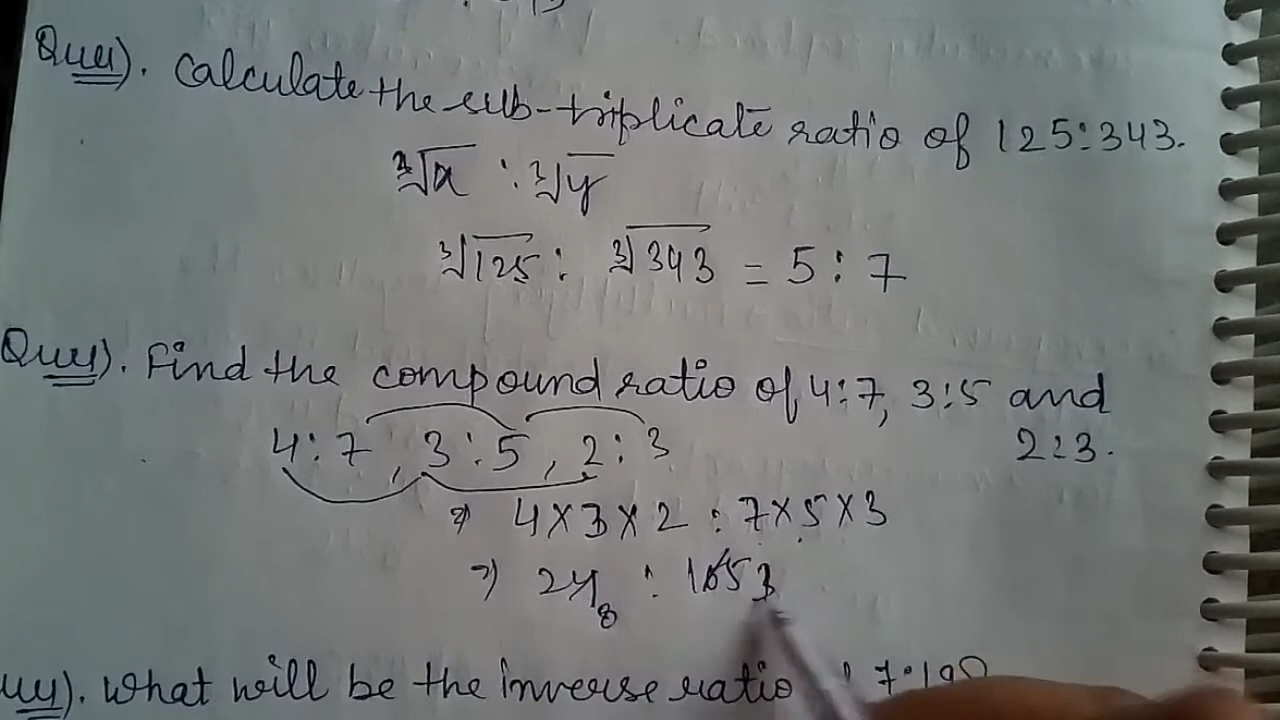 Ques). Calculate the sub-triplicate ratio of 125:343.
∛x : ∛y
∛125 : ∛343 = 5 : 7
Ques). Find the compound ratio of 4:7, 3:5 and
2:3.
4:7, 3:5, 2:3
⇒ 4×3×2 : 7×5×3
⇒ 24 : 105
8
What will be the inverse ratio